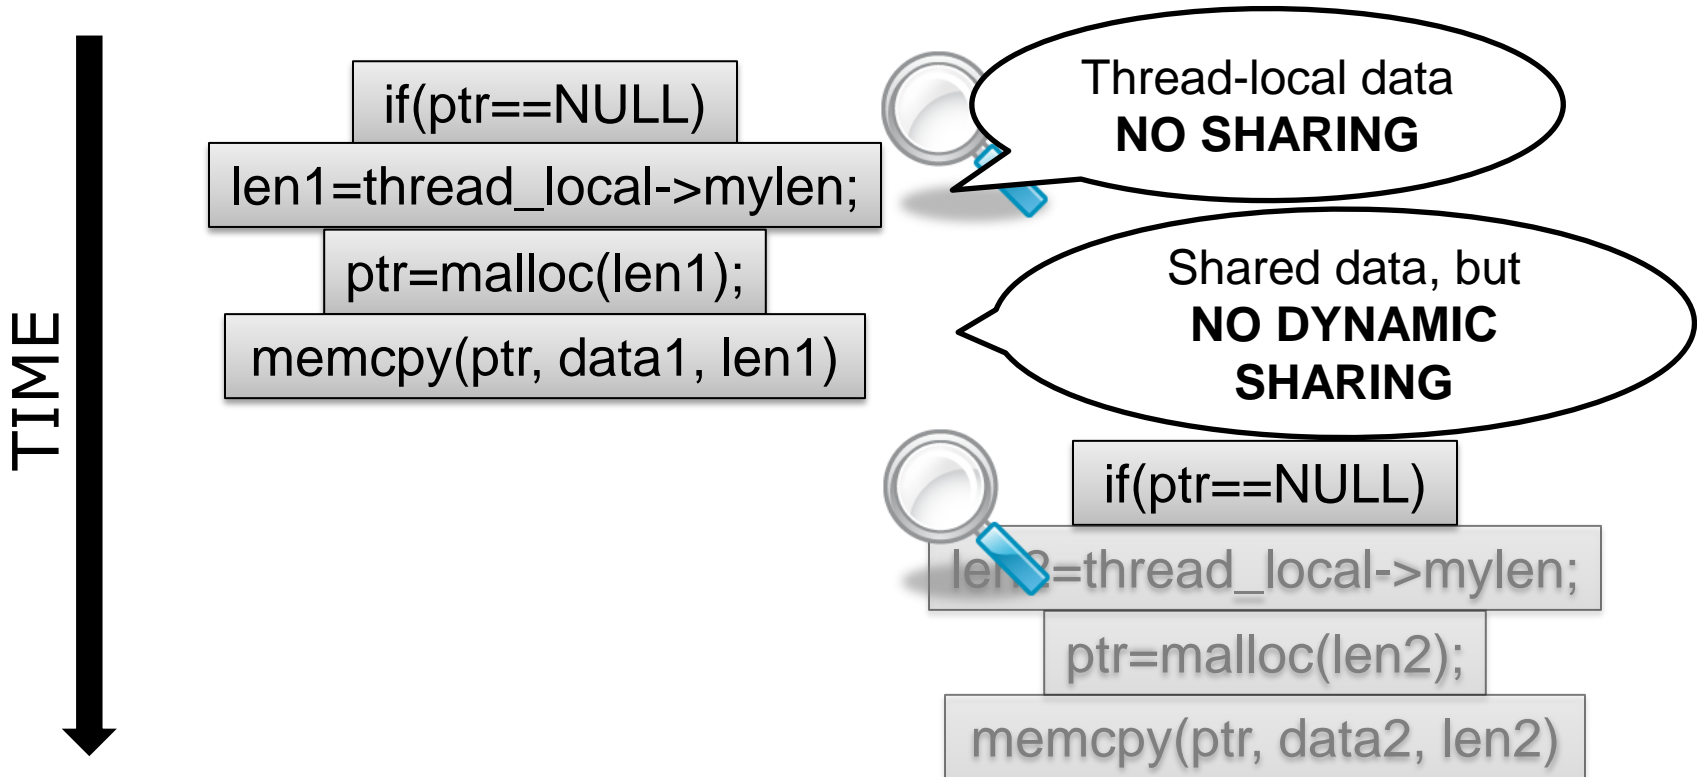 TIME
if(ptr==NULL)
len1=thread_local->mylen;
ptr=malloc(len1);
memcpy(ptr, data1, len1)
Thread-local data
NO SHARING
Shared data, but
NO DYNAMIC
SHARING
if(ptr==NULL)
len2=thread_local->mylen;
ptr=malloc(len2);
memcpy(ptr, data2, len2)